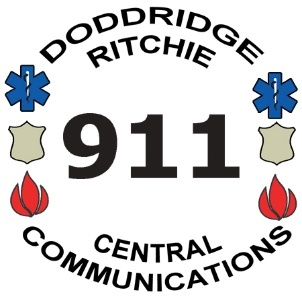 DODDRIDGE
RITCHIE
911
CENTRAL
COMMUNICATIONS